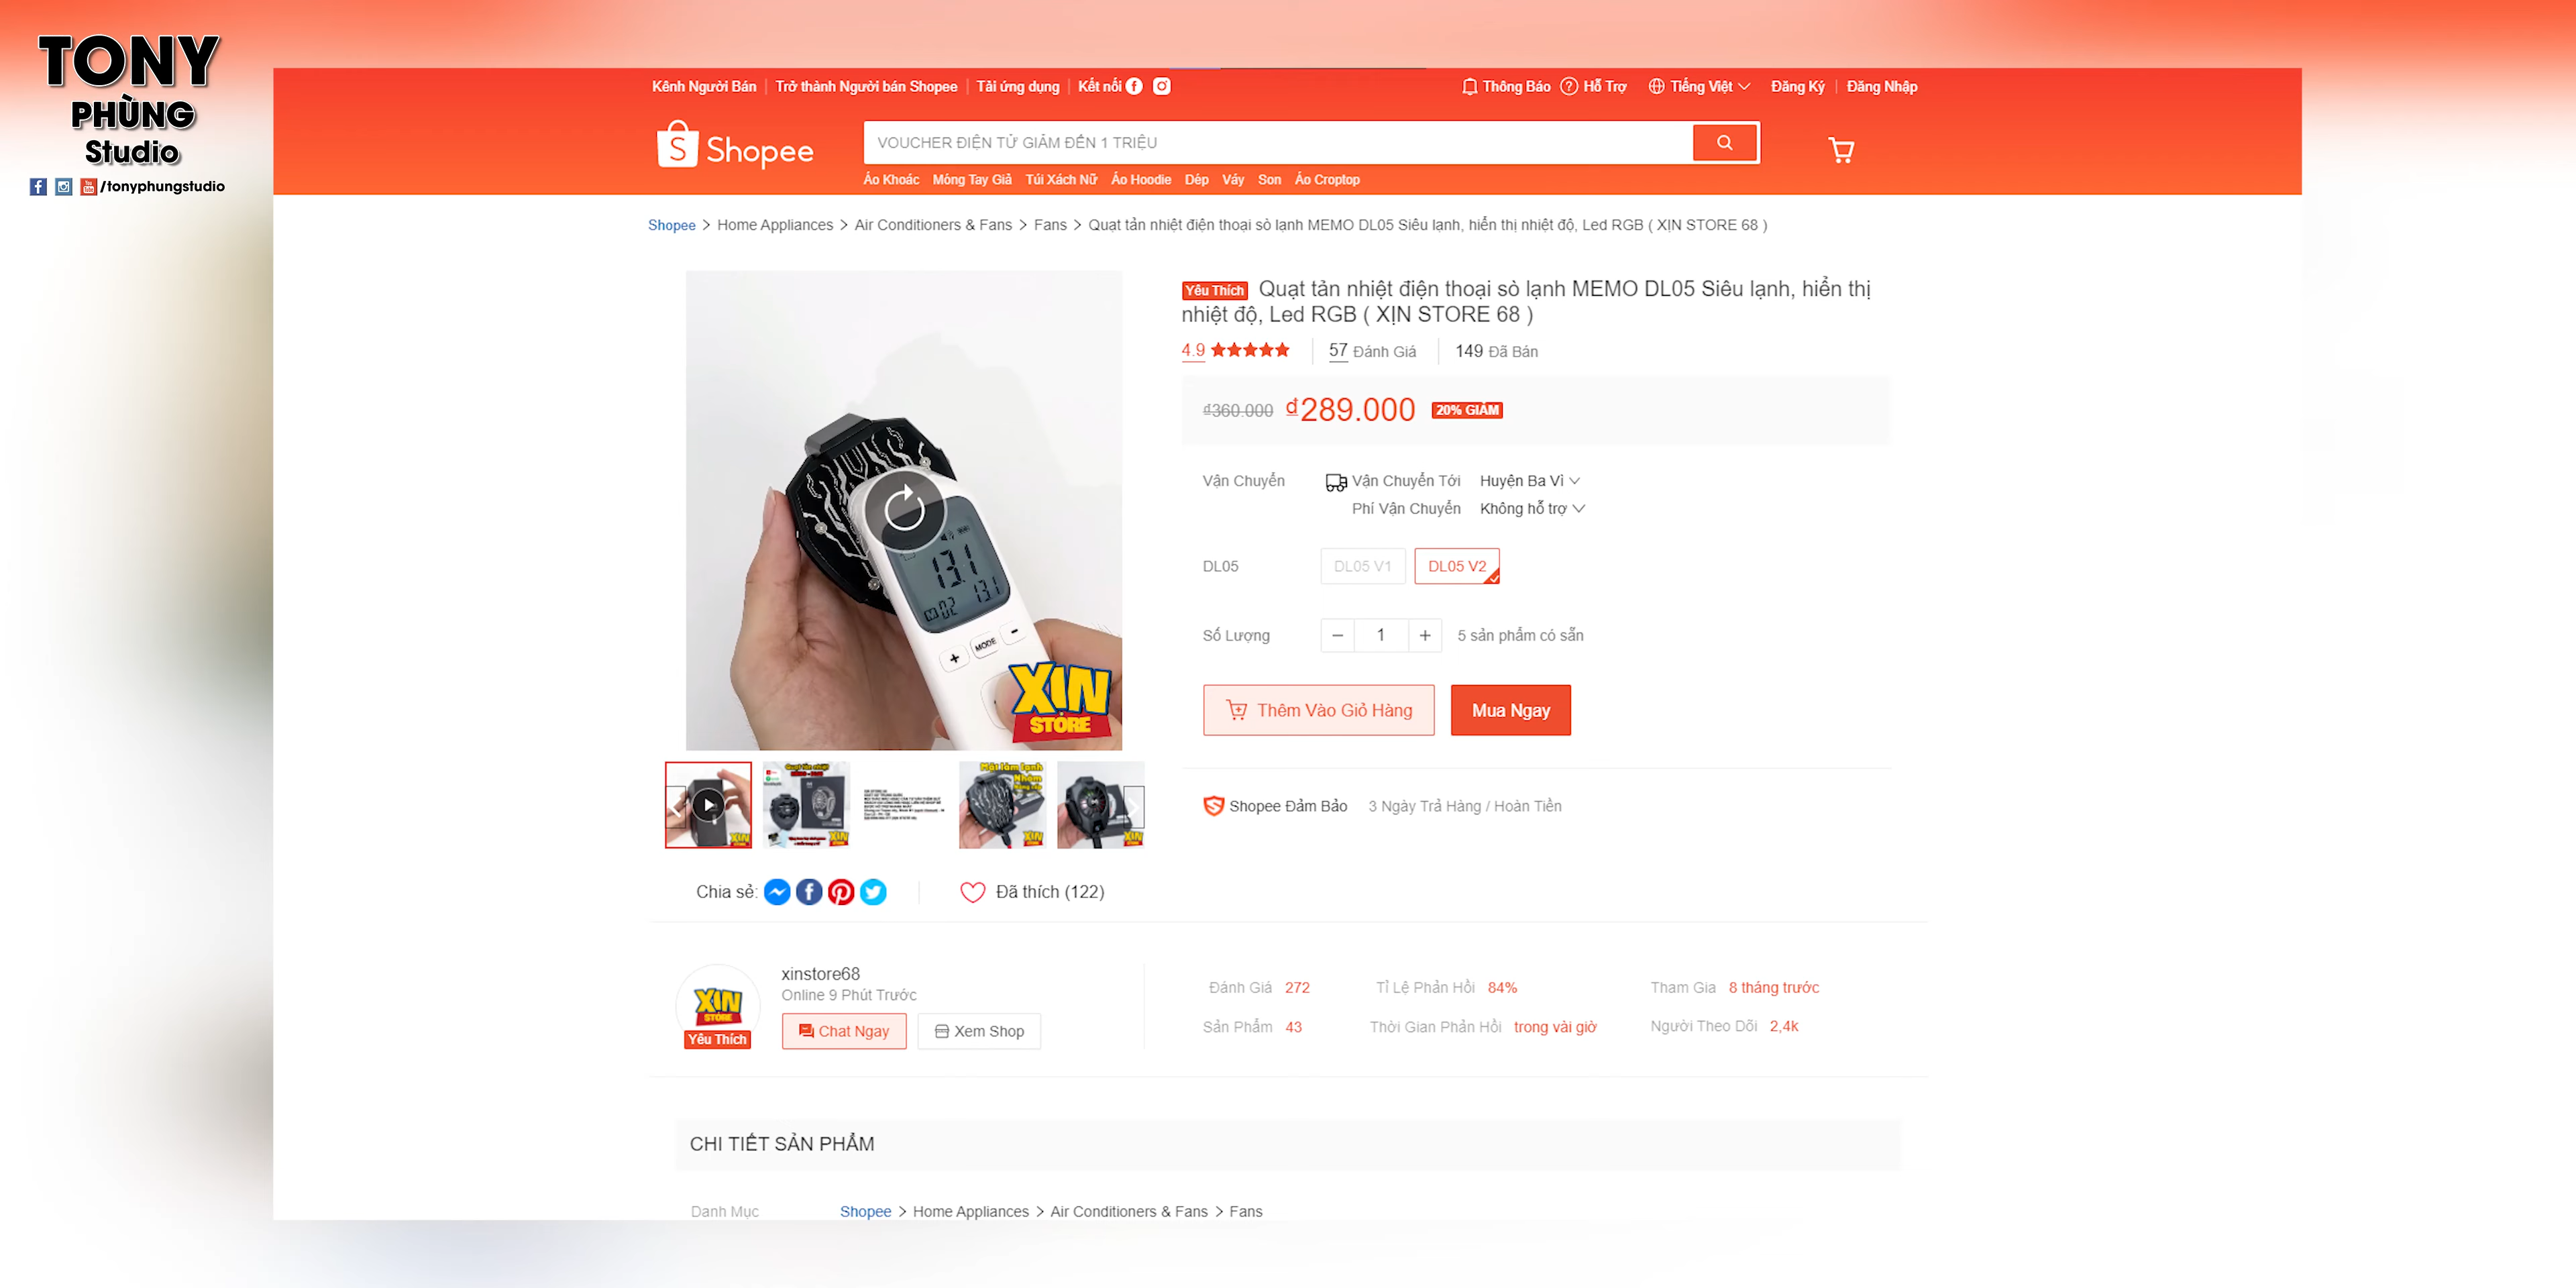 TONY
PHÙNG
Studio
/tonyphungstudio
Kênh Người Bán
Trở thành Người bán Shopee
Tải ứng dụng
Kết nối
Thông Báo
Hỗ Trợ
Tiếng Việt
Đăng Ký
Đăng Nhập
Shopee
VOUCHER ĐIỆN TỬ GIẢM ĐẾN 1 TRIỆU
Áo Khoác Móng Tay Giả Túi Xách Nữ Áo Hoodie Dép Váy Son Áo Croptop
Shopee > Home Appliances > Air Conditioners & Fans > Fans > Quạt tản nhiệt điện thoại sò lạnh MEMO DL05 Siêu lạnh, hiển thị nhiệt độ, Led RGB ( XỊN STORE 68 )
Yêu Thích Quạt tản nhiệt điện thoại sò lạnh MEMO DL05 Siêu lạnh, hiển thị
nhiệt độ, Led RGB ( XỊN STORE 68 )
4.9
57 Đánh Giá
149 Đã Bán
₫360.000 ₫289.000 20% GIẢM
Vận Chuyển
Vận Chuyển Tới Huyện Ba Vì
Phí Vận Chuyển Không hỗ trợ
DL05
DL05 V1
DL05 V2
Số Lượng
− 1 + 5 sản phẩm có sẵn
Thêm Vào Giỏ Hàng
Mua Ngay
Shopee Đảm Bảo 3 Ngày Trả Hàng / Hoàn Tiền
13.1
02 13.1
+ MODE -
XỊN
STORE
Chia sẻ:
Đã thích (122)
XỊN
STORE
Yêu Thích
xinstore68
Online 9 Phút Trước
Chat Ngay
Xem Shop
Đánh Giá 272
Tỉ Lệ Phản Hồi 84%
Tham Gia 8 tháng trước
Sản Phẩm 43
Thời Gian Phản Hồi trong vài giờ
Người Theo Dõi 2,4k
CHI TIẾT SẢN PHẨM
Danh Mục
Shopee > Home Appliances > Air Conditioners & Fans > Fans